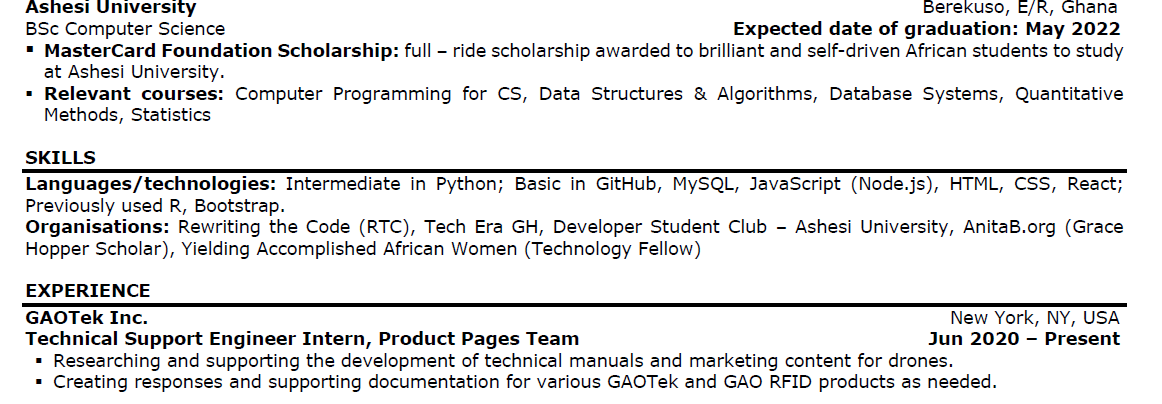 Ashesi University Berekuso, E/R, Ghana
BSc Computer Science Expected date of graduation: May 2022
▪ MasterCard Foundation Scholarship: full – ride scholarship awarded to brilliant and self-driven African students to study
at Ashesi University.
▪ Relevant courses: Computer Programming for CS, Data Structures & Algorithms, Database Systems, Quantitative
Methods, Statistics
SKILLS
Languages/technologies: Intermediate in Python; Basic in GitHub, MySQL, JavaScript (Node.js), HTML, CSS, React;
Previously used R, Bootstrap.
Organisations: Rewriting the Code (RTC), Tech Era GH, Developer Student Club – Ashesi University, AnitaB.org (Grace
Hopper Scholar), Yielding Accomplished African Women (Technology Fellow)
EXPERIENCE
GAOTek Inc. New York, NY, USA
Technical Support Engineer Intern, Product Pages Team Jun 2020 – Present
▪ Researching and supporting the development of technical manuals and marketing content for drones.
▪ Creating responses and supporting documentation for various GAOTek and GAO RFID products as needed.